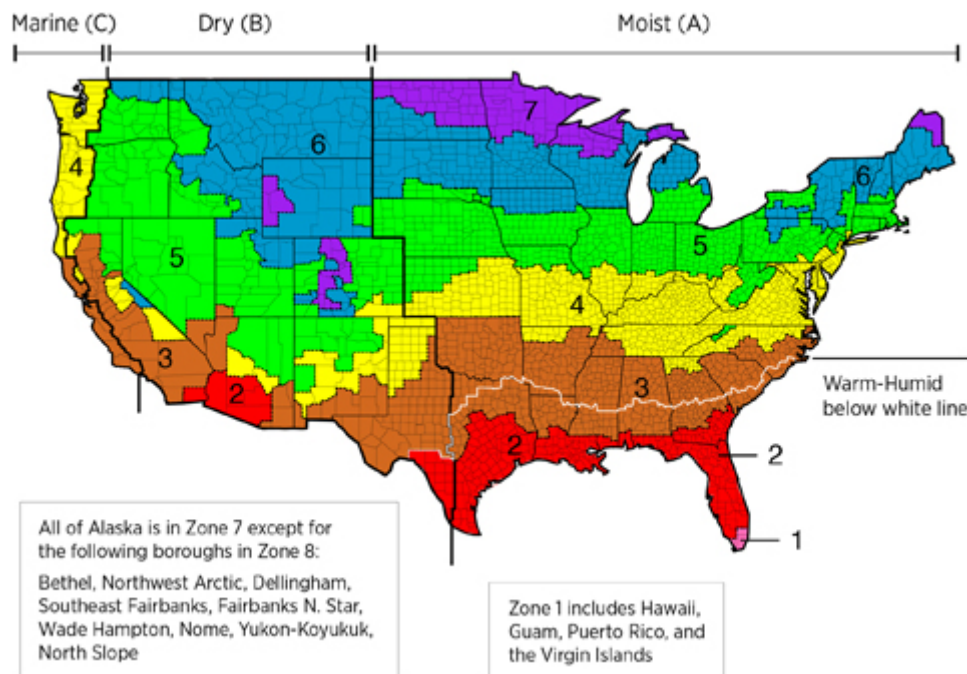 Marine (C)
Dry (B)
Moist (A)
7
6
6
4
5
5
4
3
3
2
Warm-Humid
below white line
2
2
1
All of Alaska is in Zone 7 except for
the following boroughs in Zone 8:
Bethel, Northwest Arctic, Dellingham,
Southeast Fairbanks, Fairbanks N. Star,
Wade Hampton, Nome, Yukon-Koyukuk,
North Slope
Zone 1 includes Hawaii,
Guam, Puerto Rico, and
the Virgin Islands